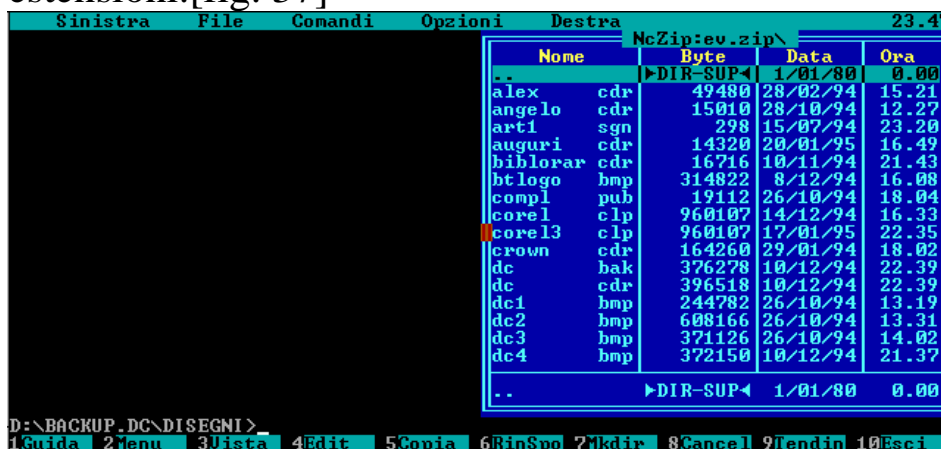 estensioni.[fig. 37]
Sinistra File Comandi Opzioni Destra 23.4
NcZip:ev.zip\
Nome Byte Data Ora
.. ►DIR-SUP◄ 1/01/80 0.00
alex cdr 49480 28/02/94 15.21
angelo cdr 15010 28/10/94 12.27
art1 sgn 298 15/07/94 23.20
auguri cdr 14320 20/01/95 16.49
biblorar cdr 16716 10/11/94 21.43
btlogo bmp 314822 8/12/94 16.08
compl pub 19112 26/10/94 18.04
corel clp 960107 14/12/94 16.33
corel3 clp 960107 17/01/95 22.35
crown cdr 164260 29/01/94 18.02
dc bak 376278 10/12/94 22.39
dc cdr 396518 10/12/94 22.39
dc1 bmp 244782 26/10/94 13.19
dc2 bmp 608166 26/10/94 13.31
dc3 bmp 371126 26/10/94 14.02
dc4 bmp 372150 10/12/94 21.37
.. ►DIR-SUP◄ 1/01/80 0.00
D:\BACKUP.DC\DISEGNI>_
1Guida 2Menu 3Vista 4Edit 5Copia 6RinSpo 7Mkdir 8Cancel 9Tendin 10Esci